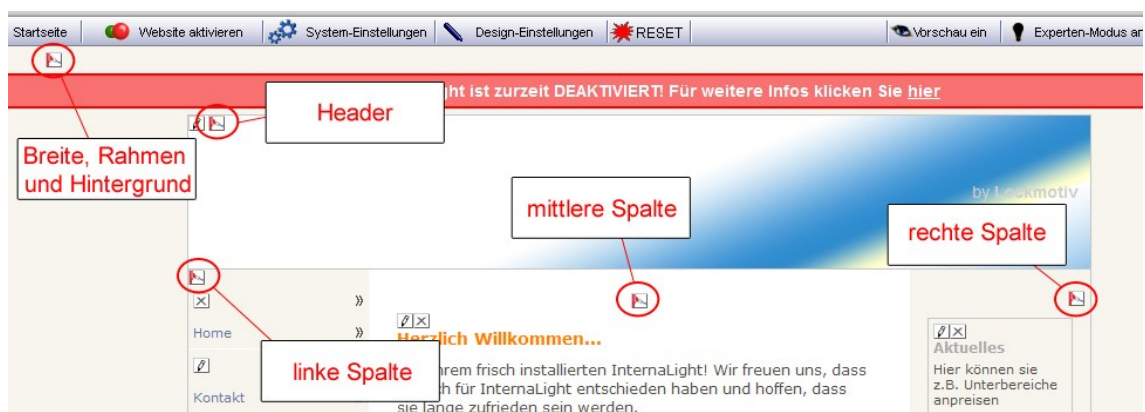 Startseite
Website aktivieren
System-Einstellungen
Design-Einstellungen
RESET
Vorschau ein
Experten-Modus
ist zurzeit DEAKTIVIERT! Für weitere Infos klicken Sie hier
Header
Breite, Rahmen
und Hintergrund
by Lockmotiv
mittlere Spalte
rechte Spalte
Home
Herzlich Willkommen...
Aktuelles
linke Spalte
frisch installierten InternaLight! Wir freuen uns, dass
für InternaLight entschieden haben und hoffen, dass
sie lange zufrieden sein werden.
Hier können sie
z.B. Unterbereiche
anpreisen
Kontakt